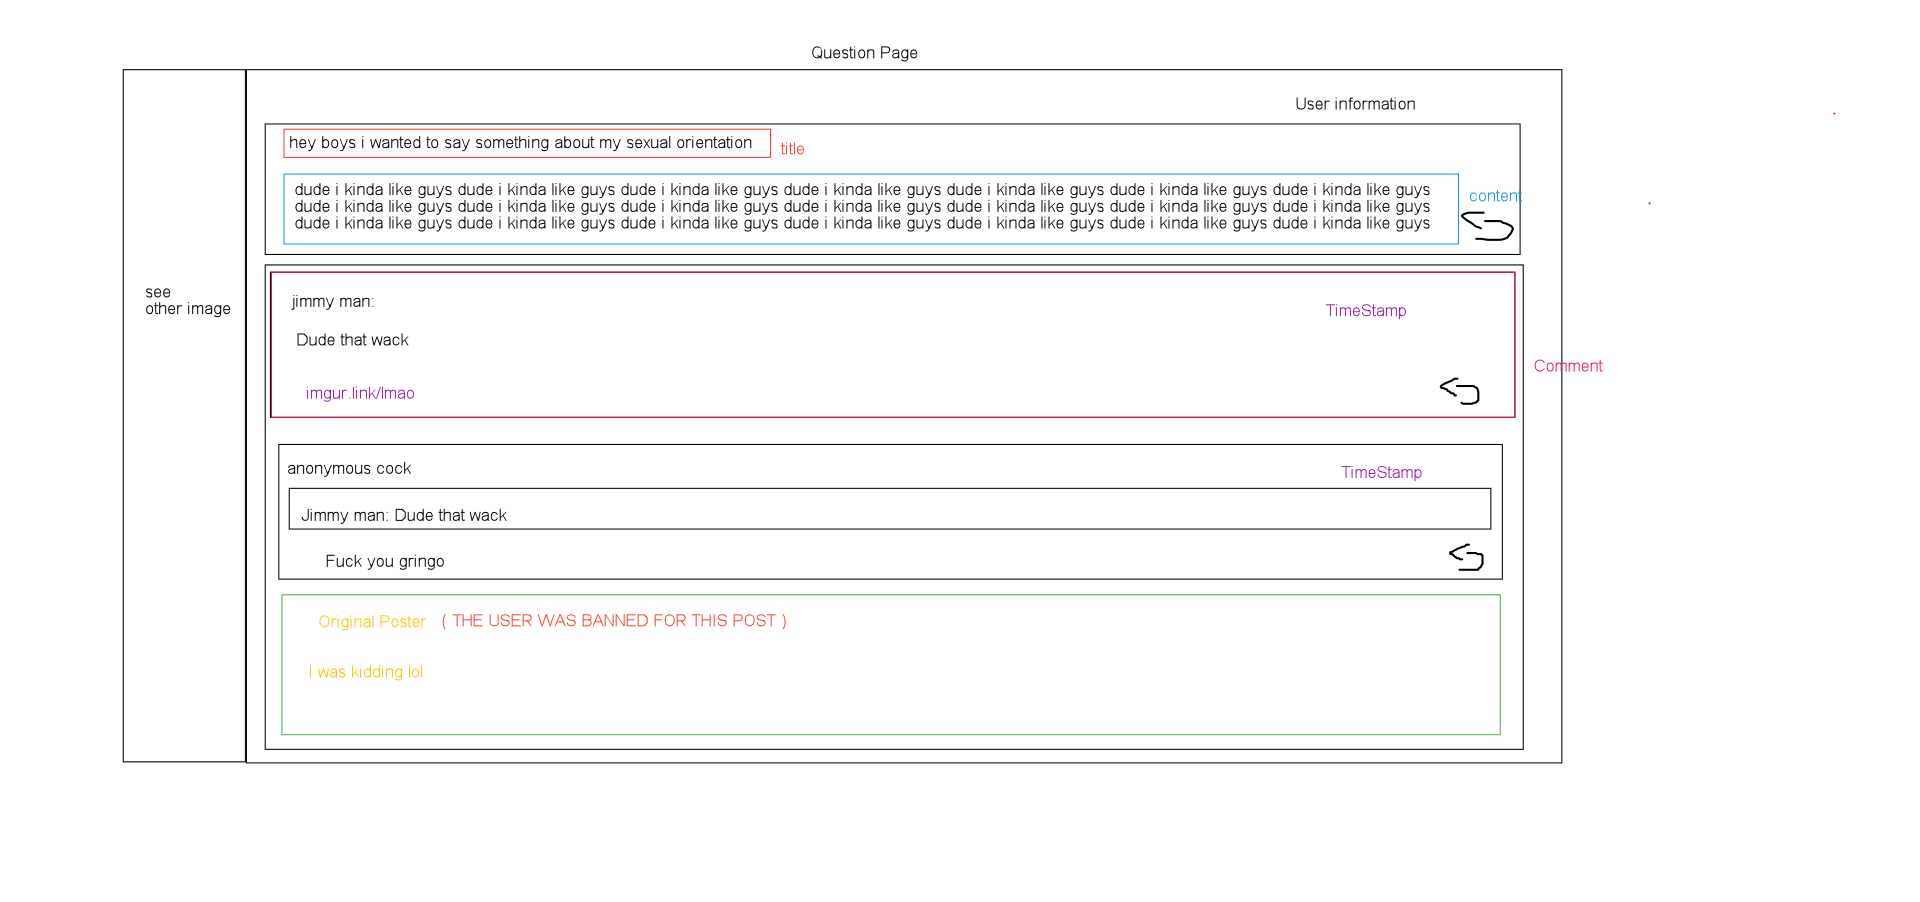 Question Page
User information
hey boys i wanted to say something about my sexual orientation
title
dude i kinda like guys dude i kinda like guys dude i kinda like guys dude i kinda like guys dude i kinda like guys dude i kinda like guys dude i kinda like guys
dude i kinda like guys dude i kinda like guys dude i kinda like guys dude i kinda like guys dude i kinda like guys dude i kinda like guys dude i kinda like guys
dude i kinda like guys dude i kinda like guys dude i kinda like guys dude i kinda like guys dude i kinda like guys dude i kinda like guys dude i kinda like guys
content
see
other image
jimmy man:
TimeStamp
Dude that wack
Comment
imgur.link/lmao
anonymous cock
TimeStamp
Jimmy man: Dude that wack
Fuck you gringo
Original Poster
( THE USER WAS BANNED FOR THIS POST )
I was kidding lol